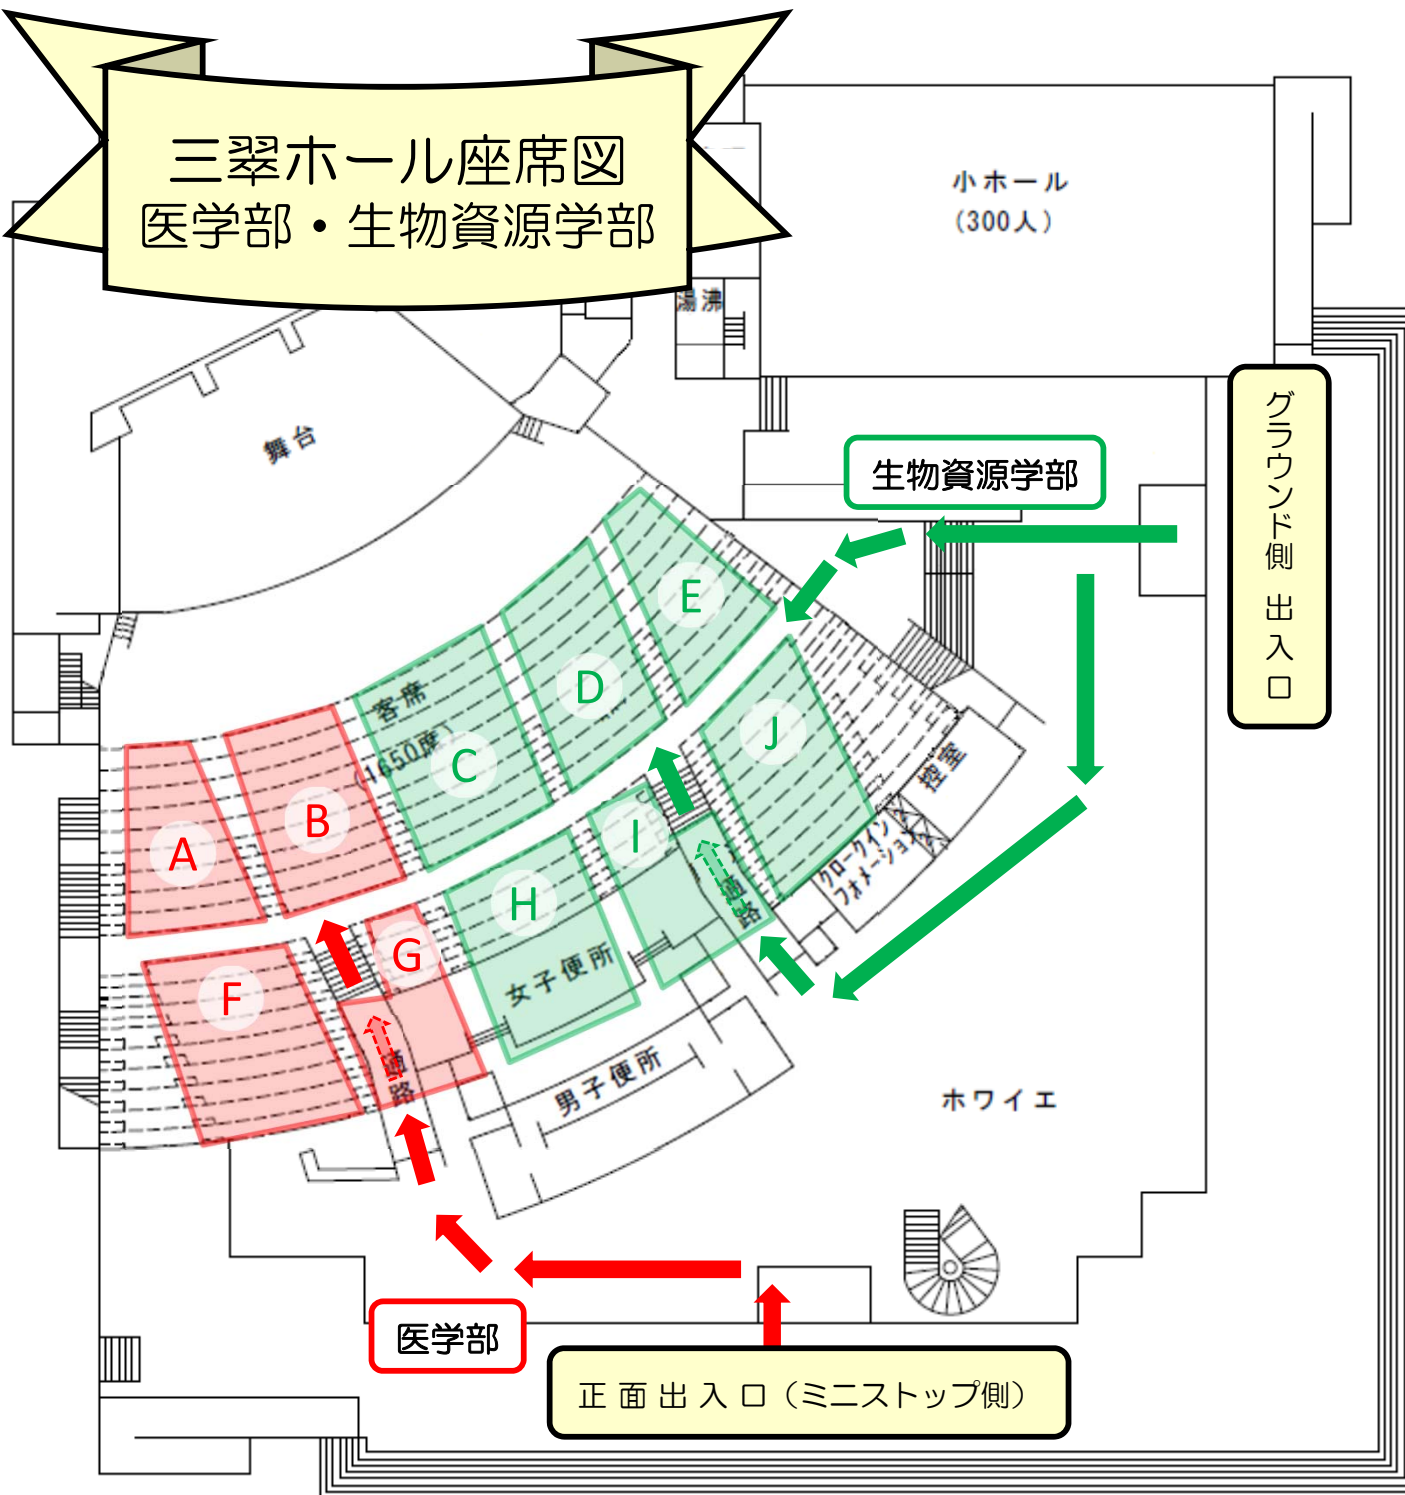 三翠ホール座席図
医学部・生物資源学部
小ホール
(300人)
舞台
生物資源学部
グラウンド側 出入口
客席
(1650席)
A
B
C
D
E
F
G
H
I
J
控室
クロークイン
フォメーション
通路
通路
女子便所
男子便所
ホワイエ
医学部
正面出入口（ミニストップ側）